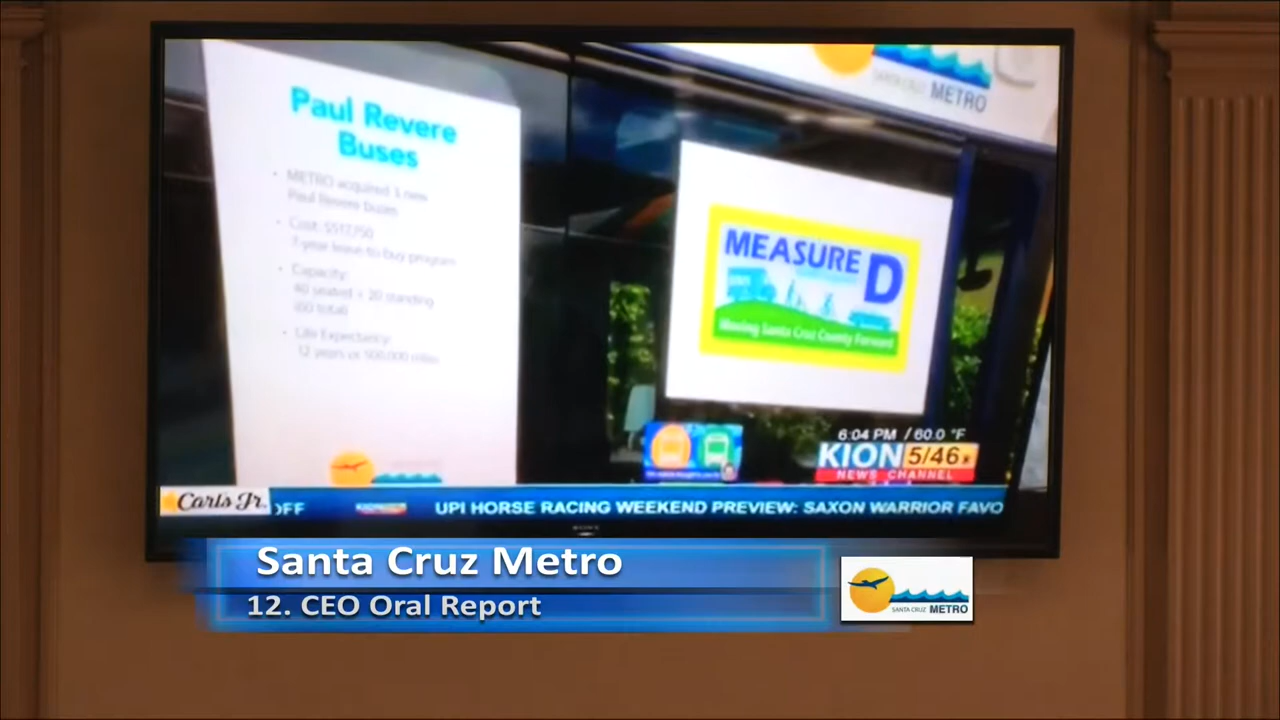 Paul Revere
Buses
• METRO acquired 3 new
Paul Revere buses
• Cost: $517,750
7-year lease-to-buy program
• Capacity:
40 seated + 20 standing
(60 total)
• Life Expectancy:
12 years or 500,000 miles
SANTA CRUZ METRO
MEASURE D
Moving Santa Cruz County Forward
6:04 PM / 60.0 °F
KION 5/46
NEWS CHANNEL
Carl's Jr.
OFF
UPI HORSE RACING WEEKEND PREVIEW: SAXON WARRIOR FAVO
SONY
Santa Cruz Metro
12. CEO Oral Report
SANTA CRUZ METRO